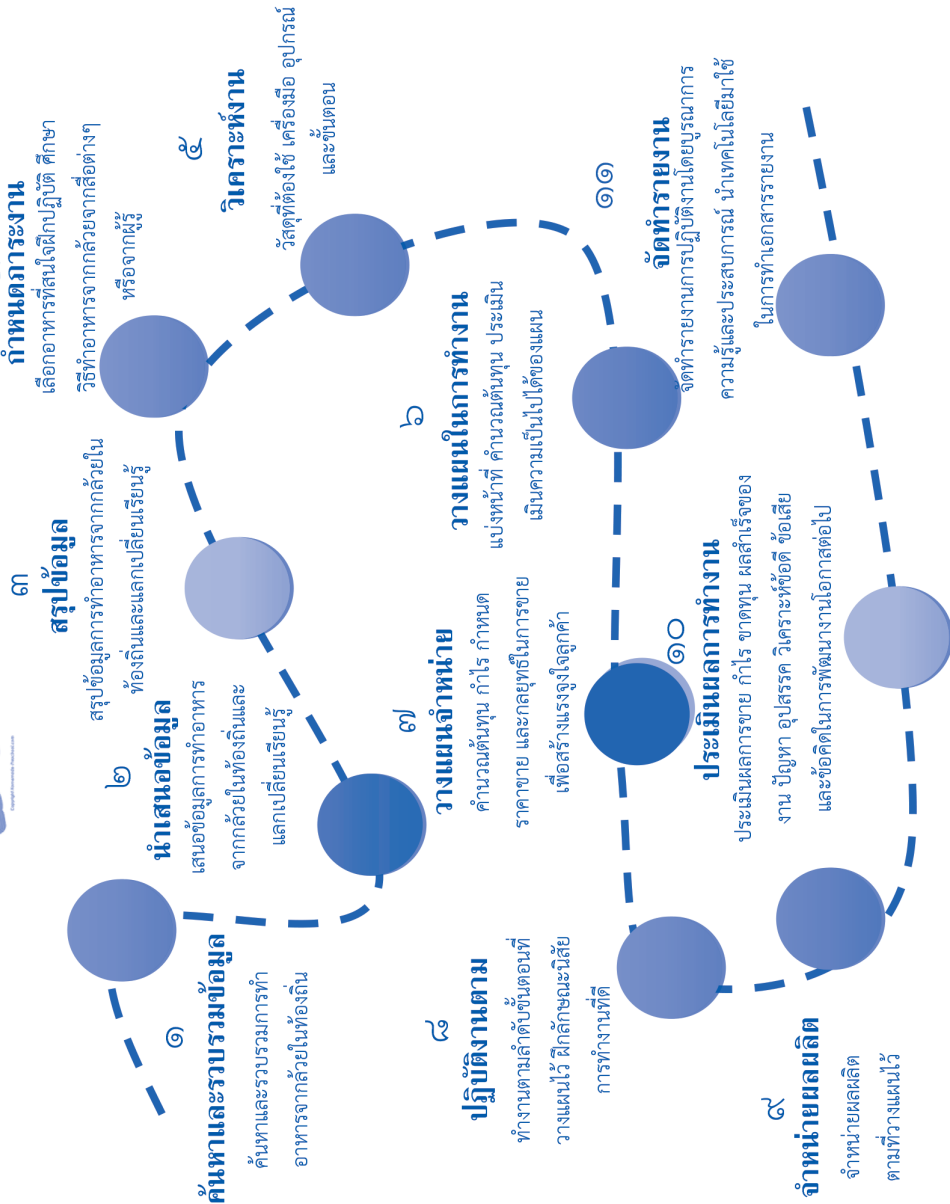 ๑
ค้นหาและรวบรวมข้อมูล
ค้นหาและรวบรวมการทำ
อาหารจากกล้วยในท้องถิ่น
๒
นำเสนอข้อมูล
เสนอข้อมูลการทำอาหาร
จากกล้วยในท้องถิ่นและ
แลกเปลี่ยนเรียนรู้
๓
สรุปข้อมูล
สรุปข้อมูลการทำอาหารจากกล้วยใน
ท้องถิ่นและแลกเปลี่ยนเรียนรู้
กำหนดภาระงาน
เลือกอาหารที่สนใจฝึกปฏิบัติ ศึกษา
วิธีทำอาหารจากกล้วยจากสื่อต่างๆ
หรือจากผู้รู้
๕
วิเคราะห์งาน
วัสดุที่ต้องใช้ เครื่องมือ อุปกรณ์
และขั้นตอน
๖
วางแผนในการทำงาน
แบ่งหน้าที่ คำนวณต้นทุน ประเมิน
เมินความเป็นไปได้ของแผน
๗
วางแผนจำหน่าย
คำนวณต้นทุน กำไร กำหนด
ราคาขาย และกลยุทธ์ในการขาย
เพื่อสร้างแรงจูงใจลูกค้า
๘
ปฏิบัติงานตาม
ทำงานตามลำดับขั้นตอนที่
วางแผนไว้ ฝึกลักษณะนิสัย
การทำงานที่ดี
๙
จำหน่ายผลผลิต
จำหน่ายผลผลิต
ตามที่วางแผนไว้
๑๐
ประเมินผลการทำงาน
ประเมินผลการขาย กำไร ขาดทุน ผลสำเร็จของ
งาน ปัญหา อุปสรรค วิเคราะห์ข้อดี ข้อเสีย
และข้อคิดในการพัฒนางานโอกาสต่อไป
๑๑
จัดทำรายงาน
จัดทำรายงานการปฏิบัติงานโดยบูรณาการ
ความรู้และประสบการณ์ นำเทคโนโลยีมาใช้
ในการทำเอกสารรายงาน